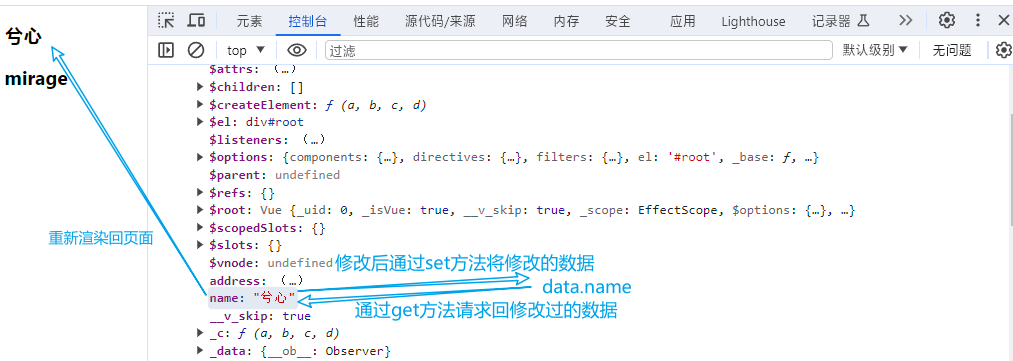 元素 控制台 性能 源代码/来源 网络 内存 安全 应用 Lighthouse 记录器
top 过滤 默认级别 无问题
兮心
mirage
$attrs: (…)
$children: []
$createElement: ƒ (a, b, c, d)
$el: div#root
$listeners: (…)
$options: {components: {…}, directives: {…}, filters: {…}, el: '#root', _base: ƒ, …}
$parent: undefined
$refs: {}
$root: Vue {_uid: 0, _isVue: true, __v_skip: true, _scope: EffectScope, $options: {…}, …}
$scopedSlots: {}
重新渲染回页面
$slots: {}
$vnode: undefined
修改后通过set方法将修改的数据
address: (…)
data.name
name: "兮心"
通过get方法请求回修改过的数据
__v_skip: true
_c: ƒ (a, b, c, d)
_data: {__ob__: Observer}